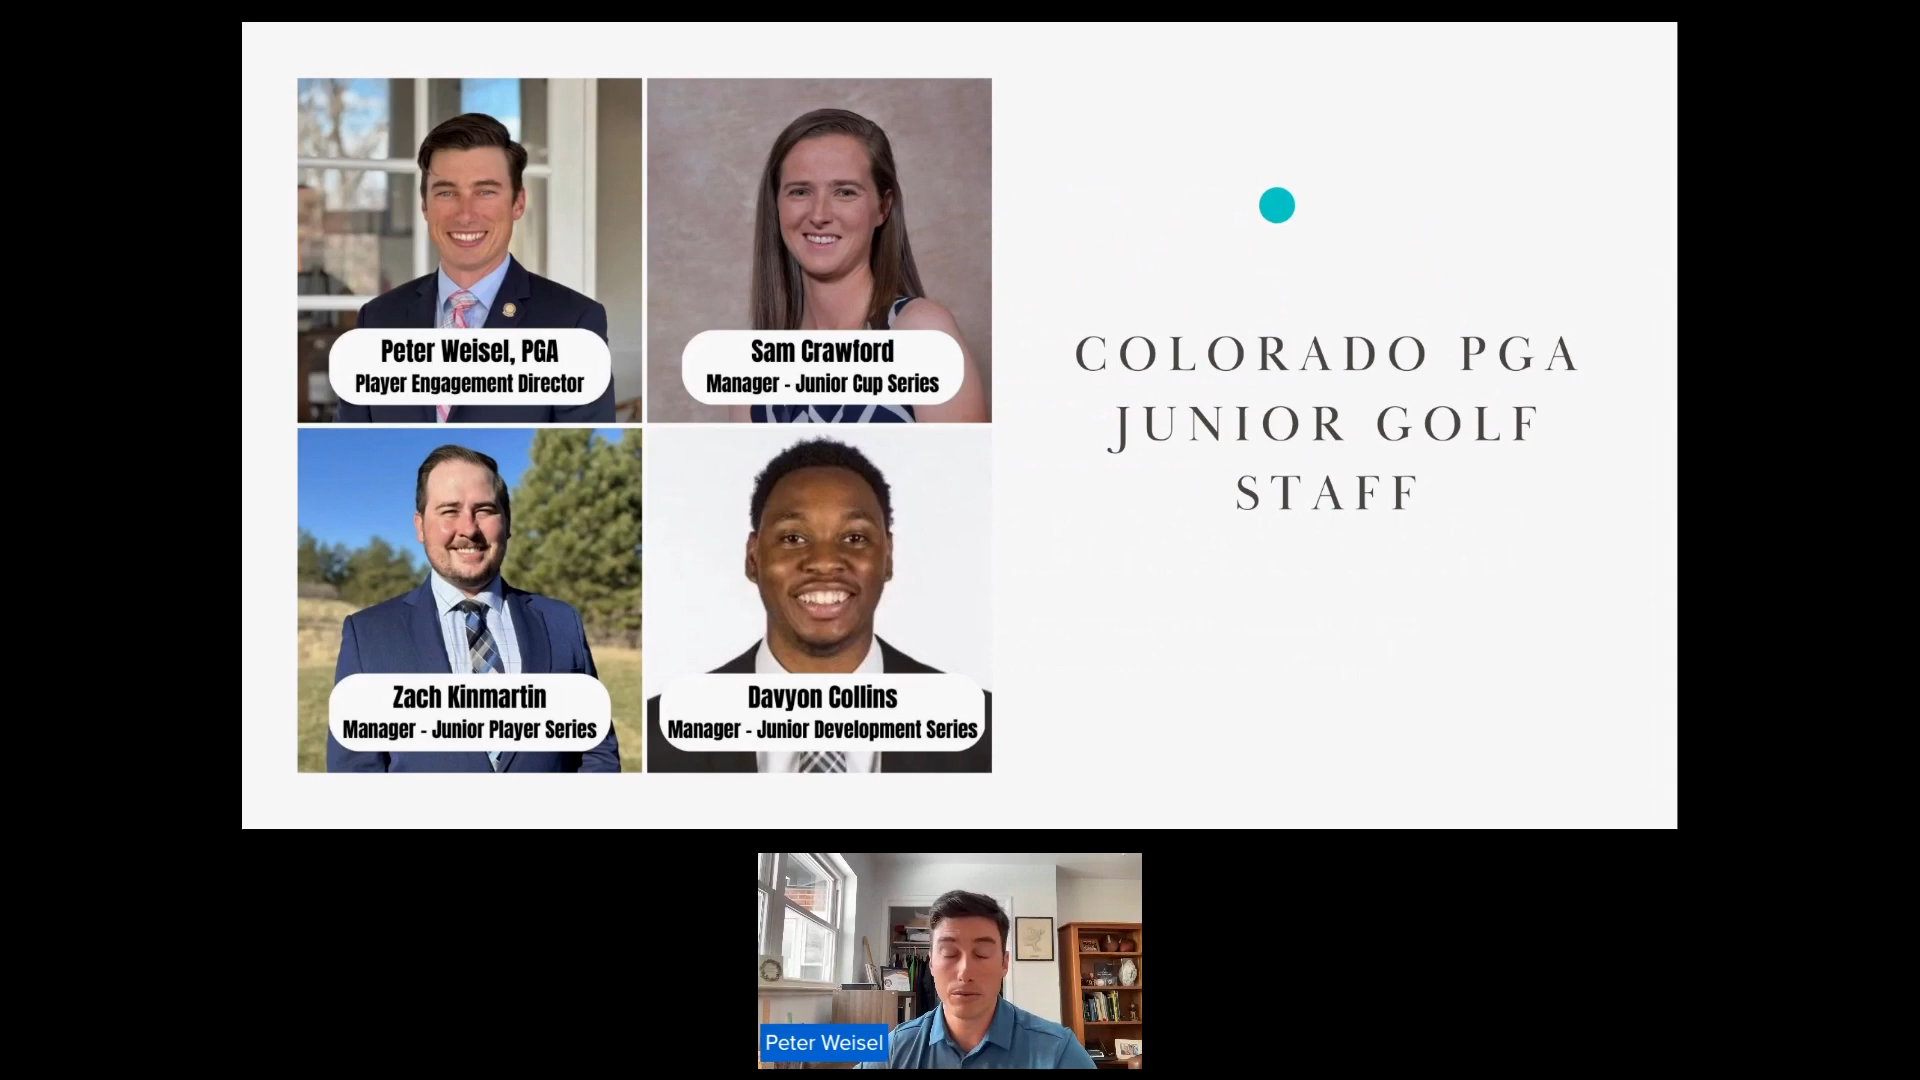 Peter Weisel, PGA
Player Engagement Director
Sam Crawford
Manager - Junior Cup Series
Zach Kinmartin
Manager - Junior Player Series
Davyon Collins
Manager - Junior Development Series
COLORADO PGA
JUNIOR GOLF
STAFF
Peter Weisel